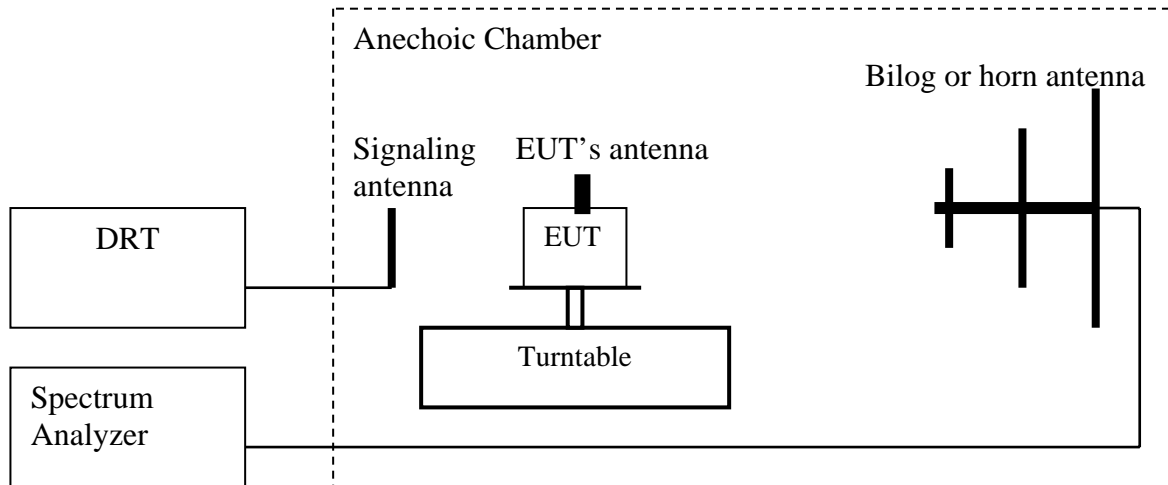 Anechoic Chamber
Bilog or horn antenna
Signaling
antenna
EUT’s antenna
DRT
EUT
Turntable
Spectrum
Analyzer